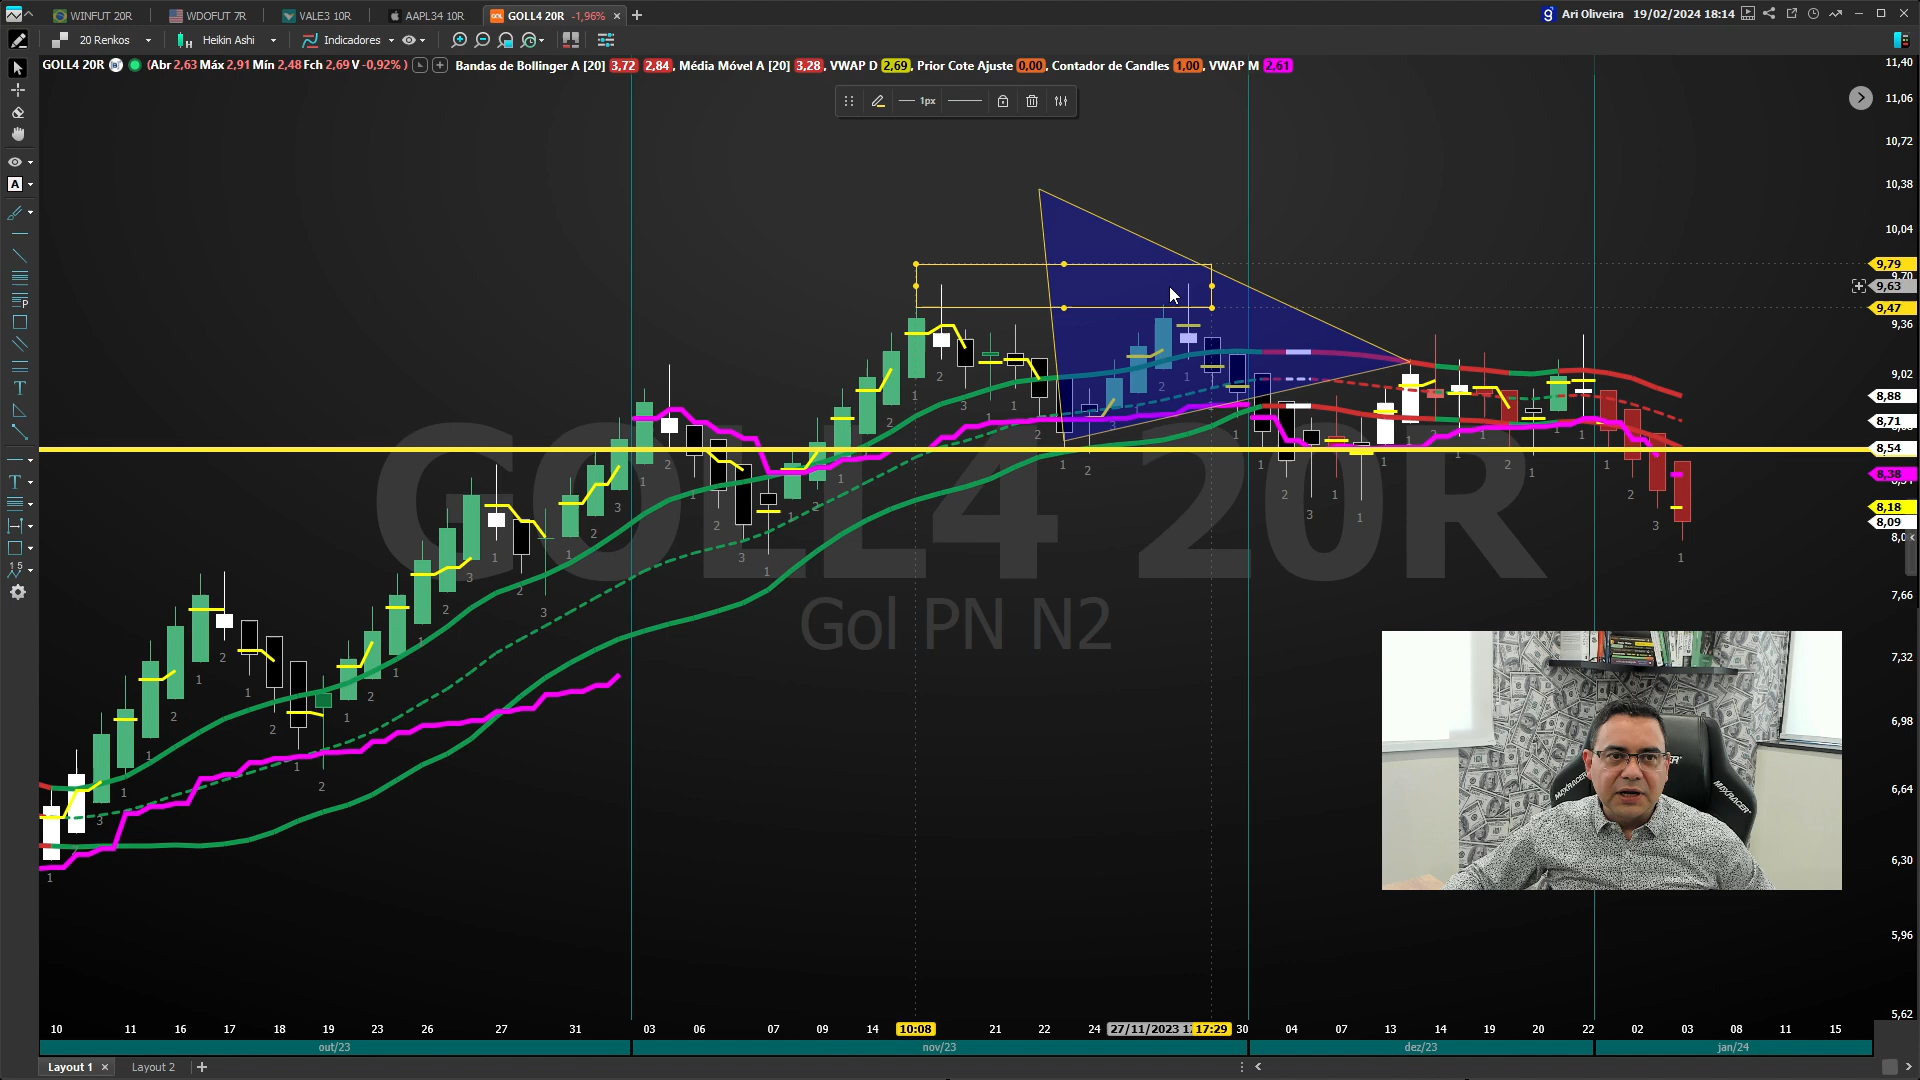 WINFUT 20R WDOFUT 7R VALE3 10R AAPL34 10R GOLL4 20R -1,96% × +
Ari Oliveira 19/02/2024 18:14
20 Renkos Heikin Ashi Indicadores
GOLL4 20R (Abr 2,63 Máx 2,91 Mín 2,48 Fch 2,69 V -0,92% ) Bandas de Bollinger A [20] 3,72 2,84, Média Móvel A [20] 3,28, VWAP D 2,69, Prior Cote Ajuste 0,00, Contador de Candles 1,00, VWAP M 2,61
1px
11,40
11,06
10,72
10,38
10,04
9,79
9,70
9,63
9,47
9,36
9,02
8,88
8,71
8,54
8,38
8,18
8,09
7,66
7,32
6,98
6,64
6,30
5,96
5,62
GOLL4 20R
Gol PN N2
MAXRACER
10 11 16 17 18 19 23 26 27 31 03 06 07 09 14 10:08 21 22 24 27/11/2023 17:29 30 04 07 13 14 19 20 22 02 03 08 11 15
out/23 nov/23 dez/23 jan/24
Layout 1 × Layout 2 +